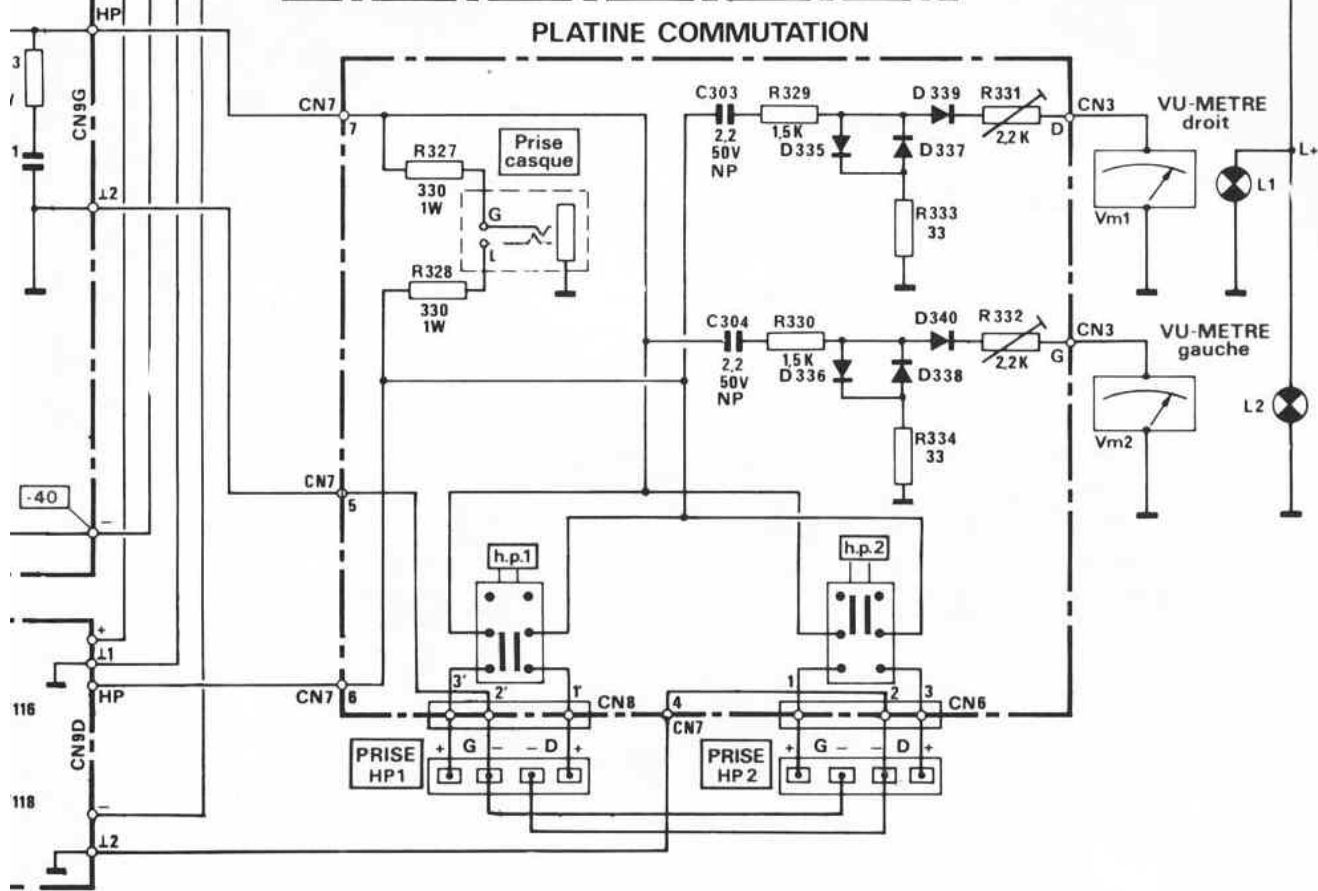 HP
PLATINE COMMUTATION
3
CN9G
1
⊥2
-40
−
CN7
7
R327
330
1W
Prise
casque
G
L
R328
330
1W
C303
2,2
50V
NP
R329
1,5K
D335
D337
D339
R331
2,2K
R333
33
CN3
D
VU-METRE
droit
Vm1
L1
L+
C304
2,2
50V
NP
R330
1,5K
D336
D338
D340
R332
2,2K
R334
33
CN3
G
VU-METRE
gauche
Vm2
L2
CN7
5
h.p.1
h.p.2
+
⊥1
HP
116
CN9D
118
−
⊥2
CN7
6
3' 2' 1'
CN8
4
CN7
1 2 3
CN6
PRISE
HP1
+ G − − D +
PRISE
HP2
+ G − − D +